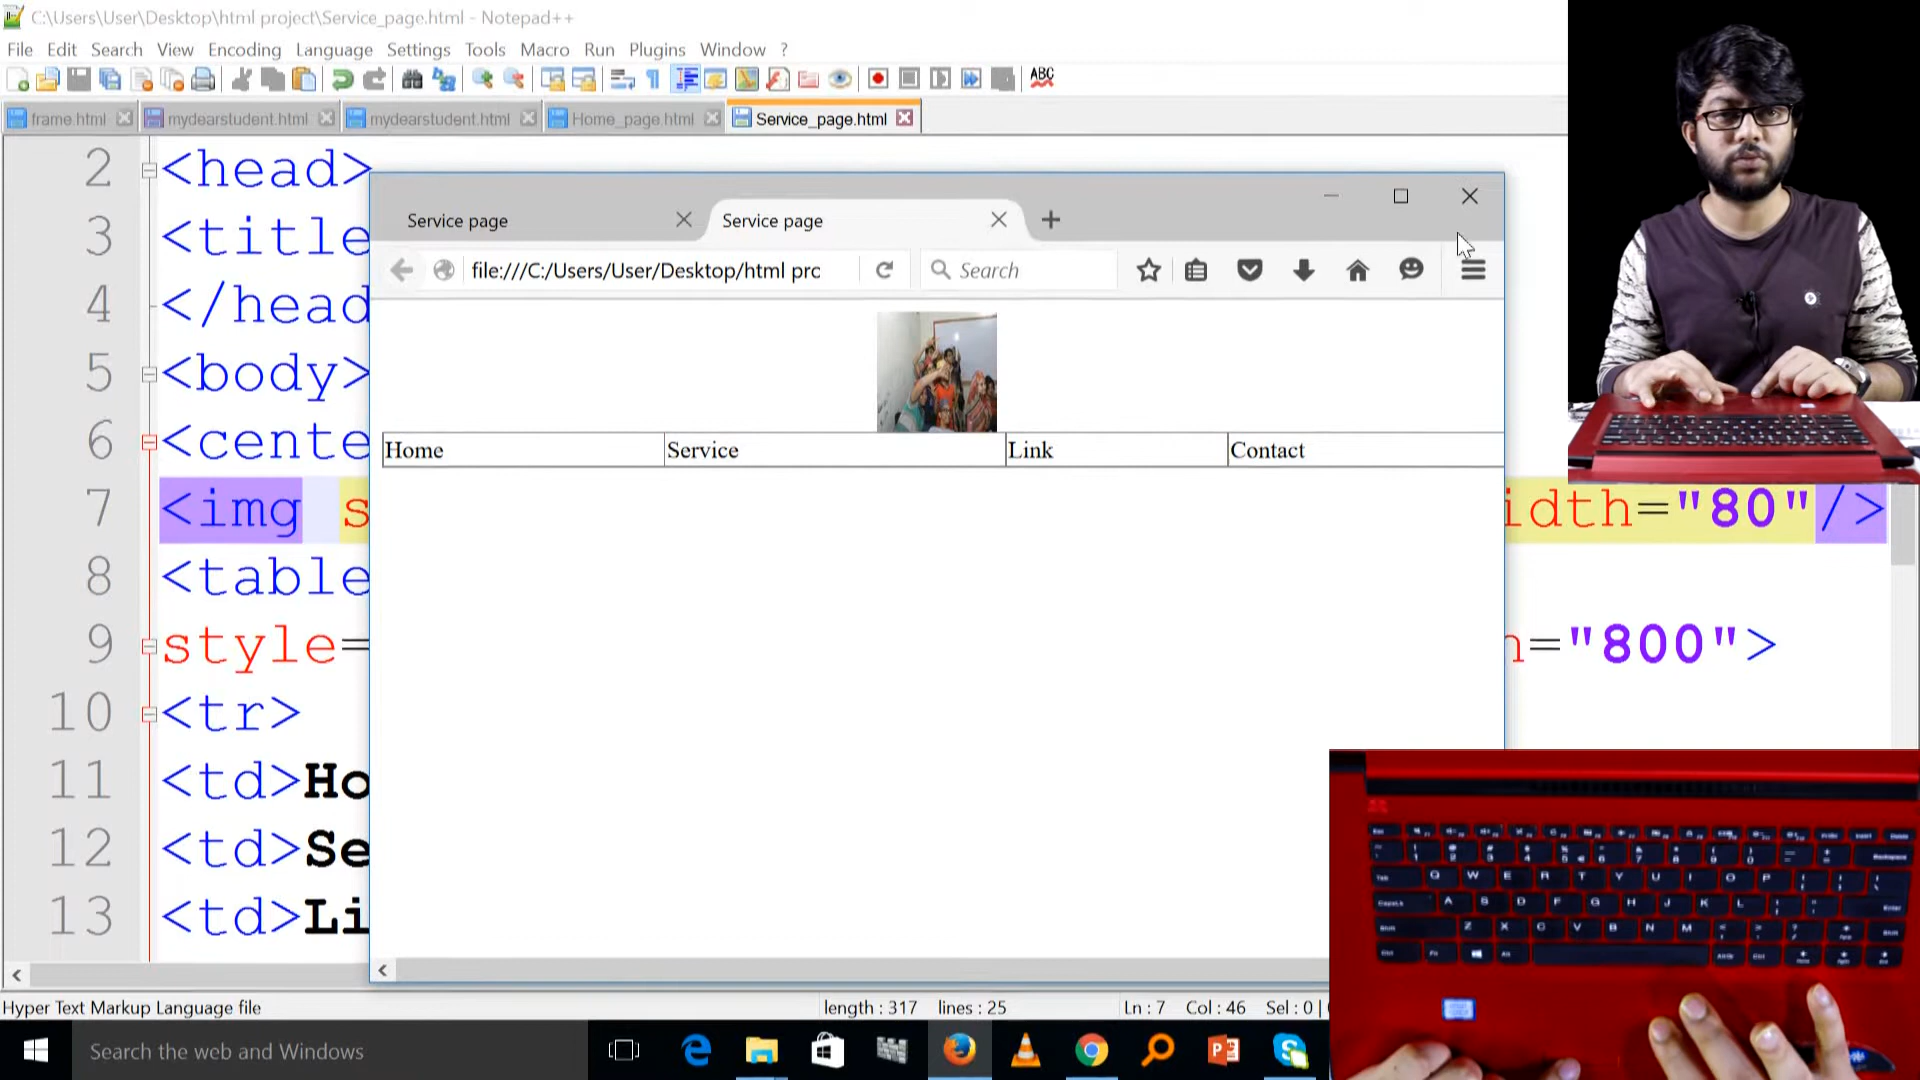 C:\Users\User\Desktop\html project\Service_page.html - Notepad++
File Edit Search View Encoding Language Settings Tools Macro Run Plugins Window ?
ABC
frame.html mydearstudent.html mydearstudent.html Home_page.html Service_page.html
2 <head>
Service page Service page
3 <title
file:///C:/Users/User/Desktop/html prc Search
4 </head
5 <body>
6 <cente
Home Service Link Contact
7 <img s idth="80"/>
8 <table
9 style= ="800">
10 <tr>
11 <td>Ho
12 <td>Se
13 <td>Li
Hyper Text Markup Language file length : 317 lines : 25 Ln : 7 Col : 46 Sel : 0 |
Search the web and Windows
Q W E R T Y U I O P
A S D F G H J K L
Z X C V B N M